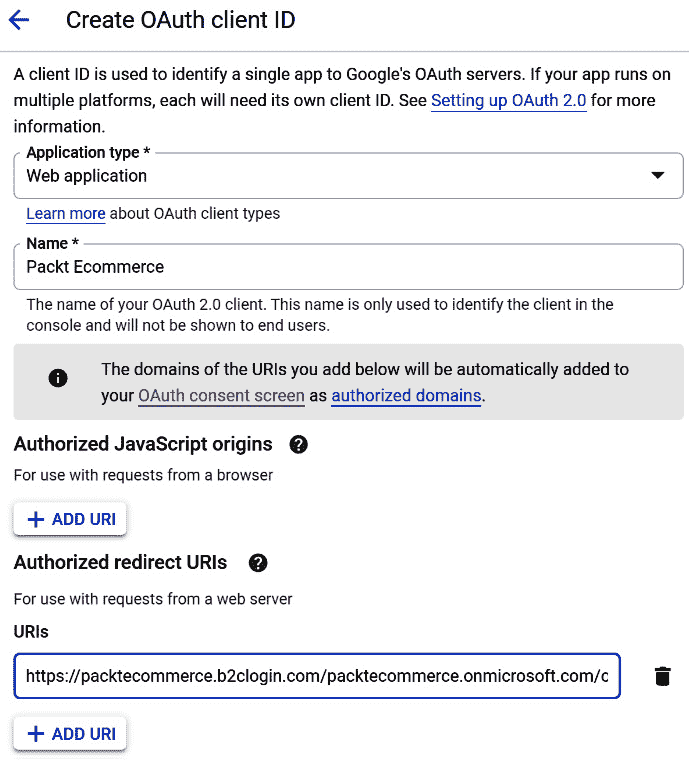 Create OAuth client ID
A client ID is used to identify a single app to Google's OAuth servers. If your app runs on
multiple platforms, each will need its own client ID. See Setting up OAuth 2.0 for more
information.
Application type *
Web application
Learn more about OAuth client types
Name *
Packt Ecommerce
The name of your OAuth 2.0 client. This name is only used to identify the client in the
console and will not be shown to end users.
The domains of the URIs you add below will be automatically added to
your OAuth consent screen as authorized domains.
Authorized JavaScript origins
For use with requests from a browser
+ ADD URI
Authorized redirect URIs
For use with requests from a web server
URIs
https://packtecommerce.b2clogin.com/packtecommerce.onmicrosoft.com/c
+ ADD URI